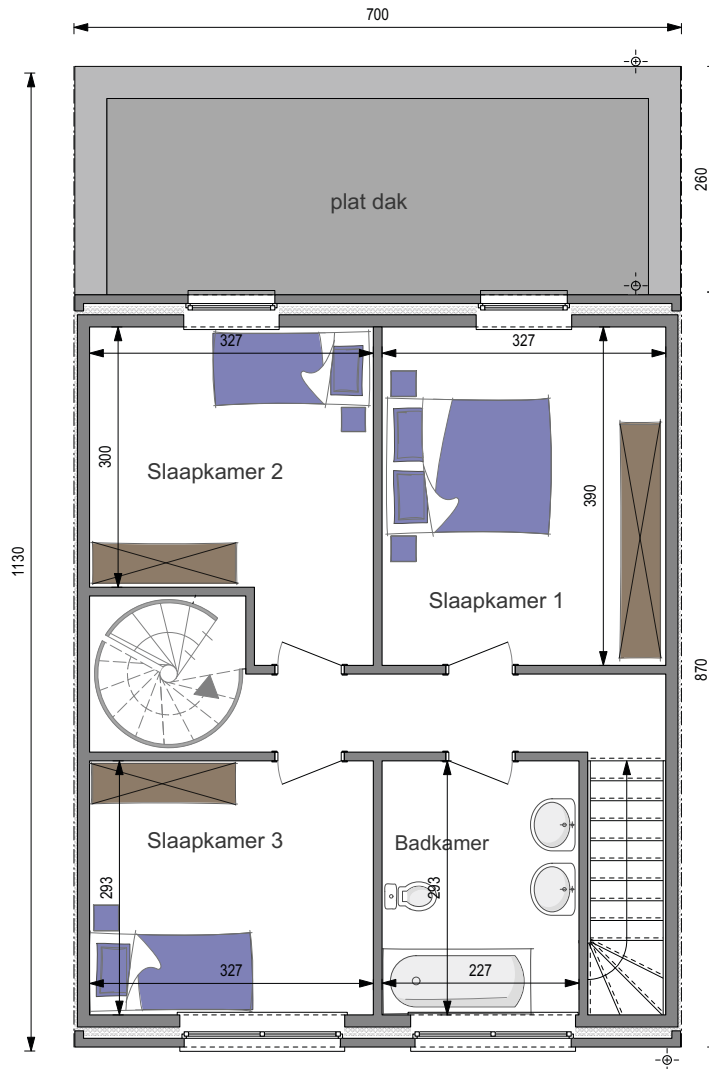 700
260
plat dak
327
327
300
390
Slaapkamer 2
1130
Slaapkamer 1
870
Slaapkamer 3
Badkamer
293
293
327
227